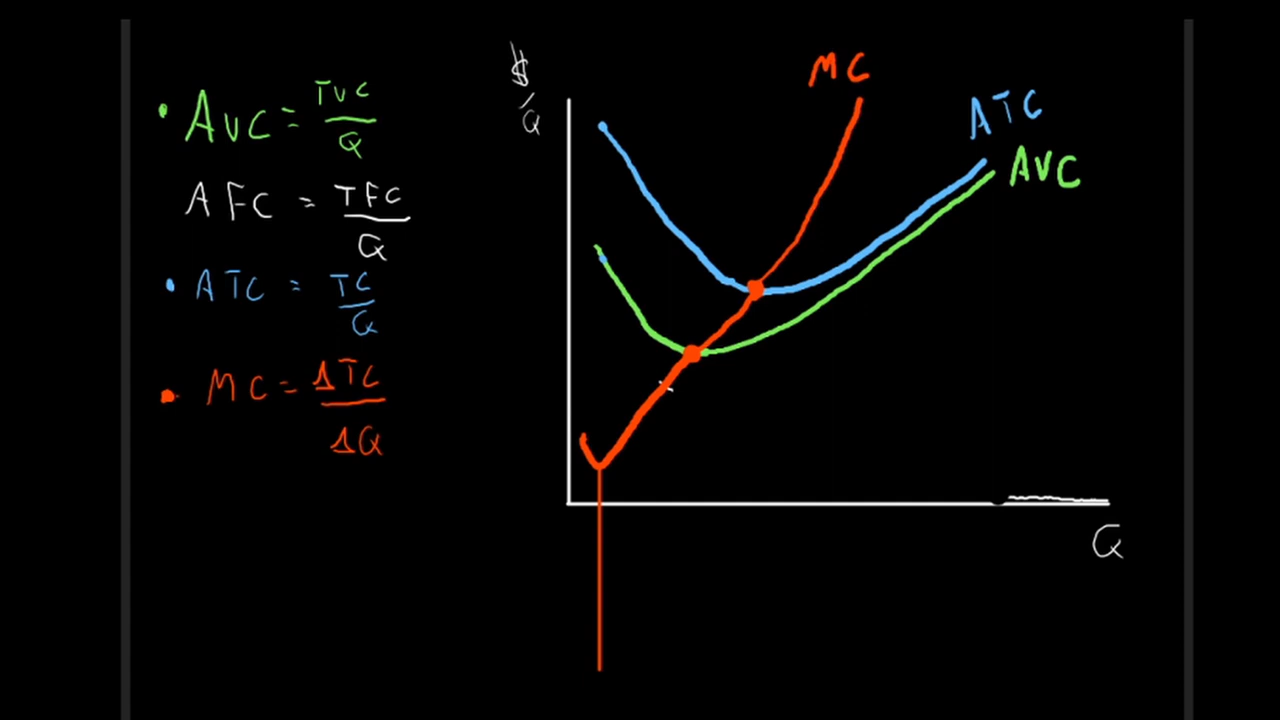 • AVC = TVC/Q
AFC = TFC/Q
• ATC = TC/Q
• MC = ΔTC/ΔQ
$/Q
MC
ATC
AVC
Q